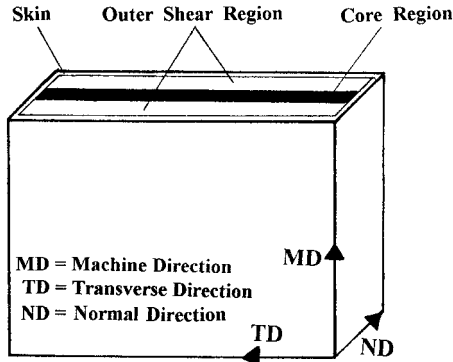 Skin Outer Shear Region Core Region
MD = Machine Direction
TD = Transverse Direction
ND = Normal Direction
MD
TD
ND